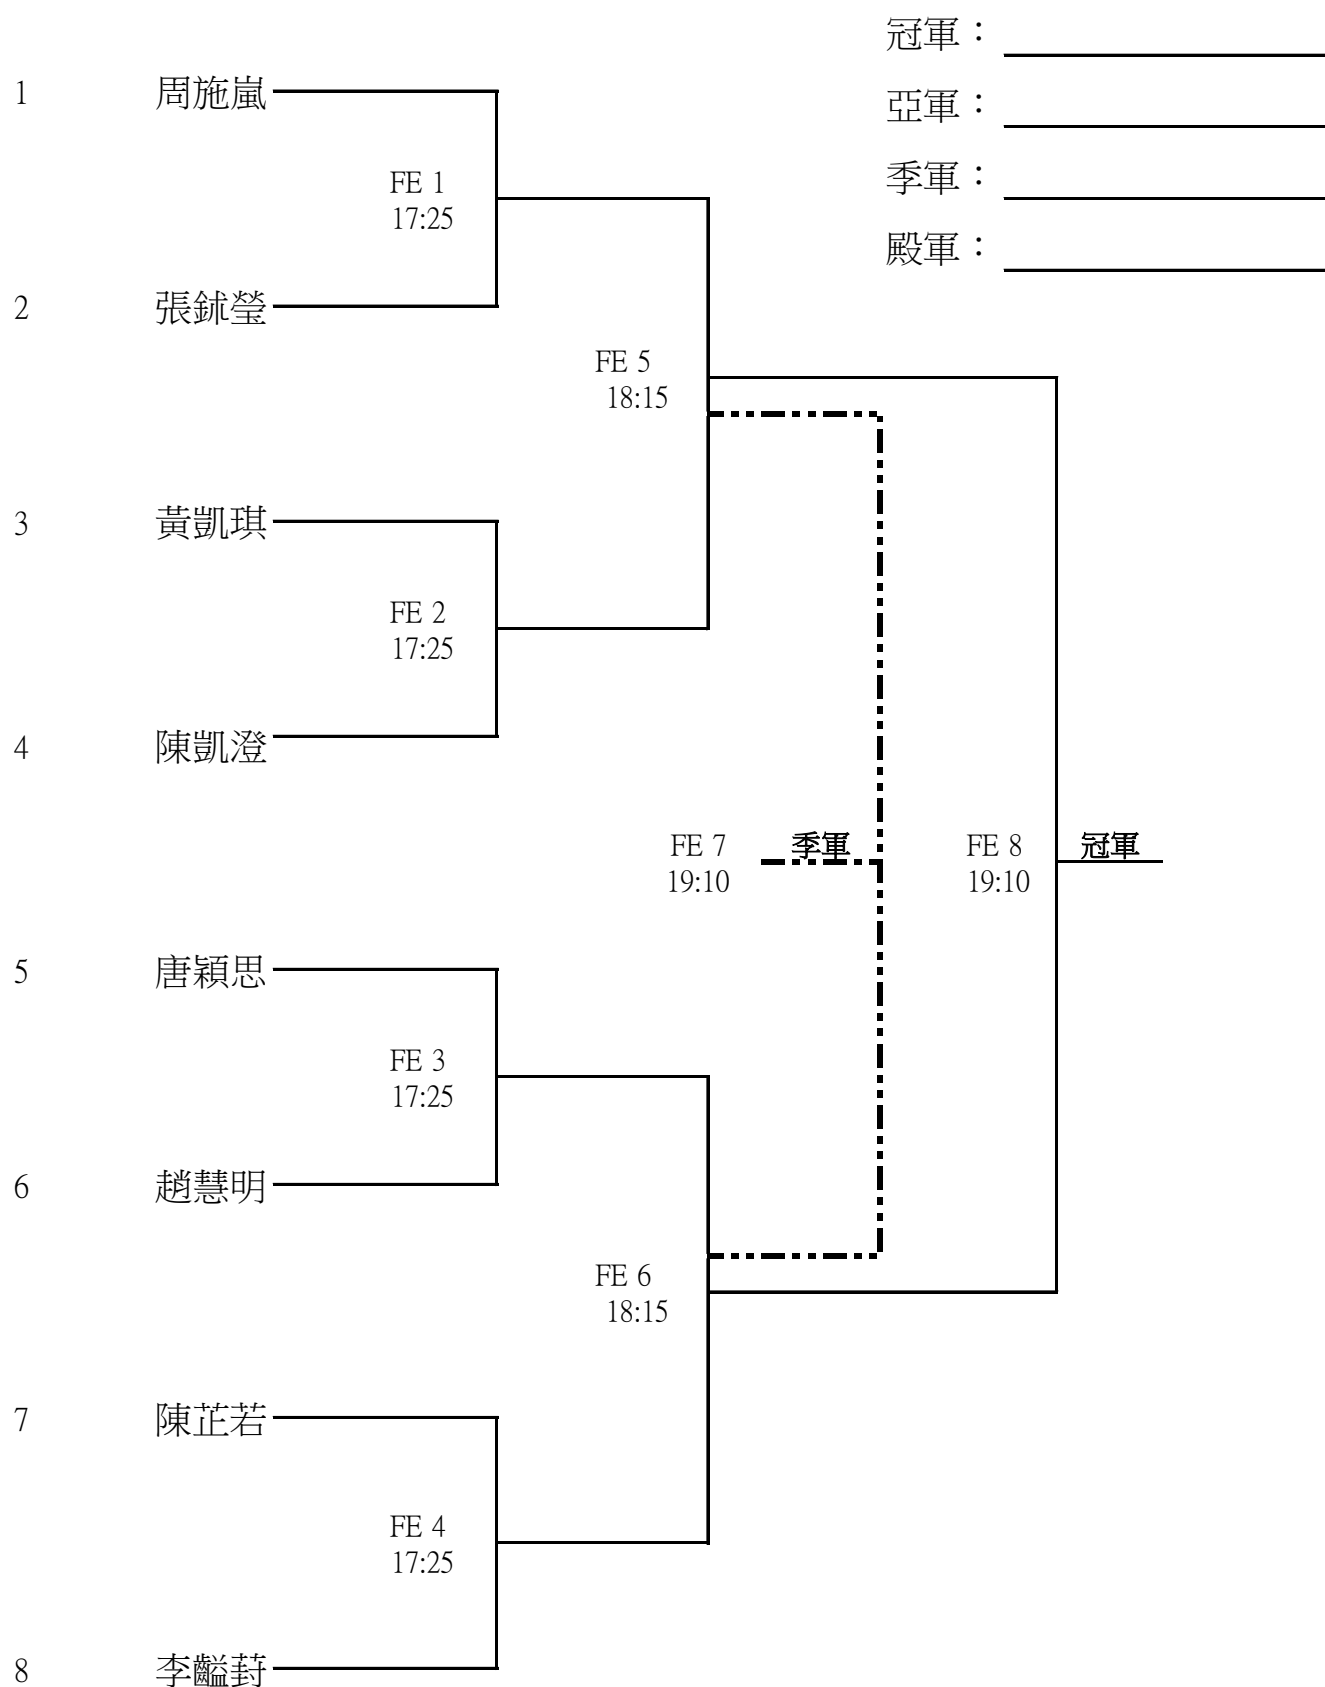 冠軍：
1 周施嵐
亞軍：
FE 1
季軍：
17:25
殿軍：
2 張鉥瑩
FE 5
18:15
3 黃凱琪
FE 2
17:25
4 陳凱澄
FE 7 季軍 FE 8 冠軍
19:10 19:10
5 唐穎思
FE 3
17:25
6 趙慧明
FE 6
18:15
7 陳芷若
FE 4
17:25
8 李齸葑